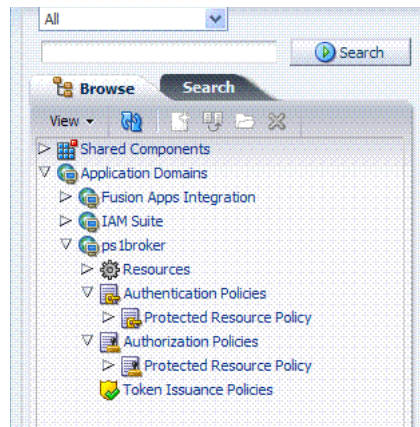 All
Search
Browse Search
View
Shared Components
Application Domains
Fusion Apps Integration
IAM Suite
ps1broker
Resources
Authentication Policies
Protected Resource Policy
Authorization Policies
Protected Resource Policy
Token Issuance Policies